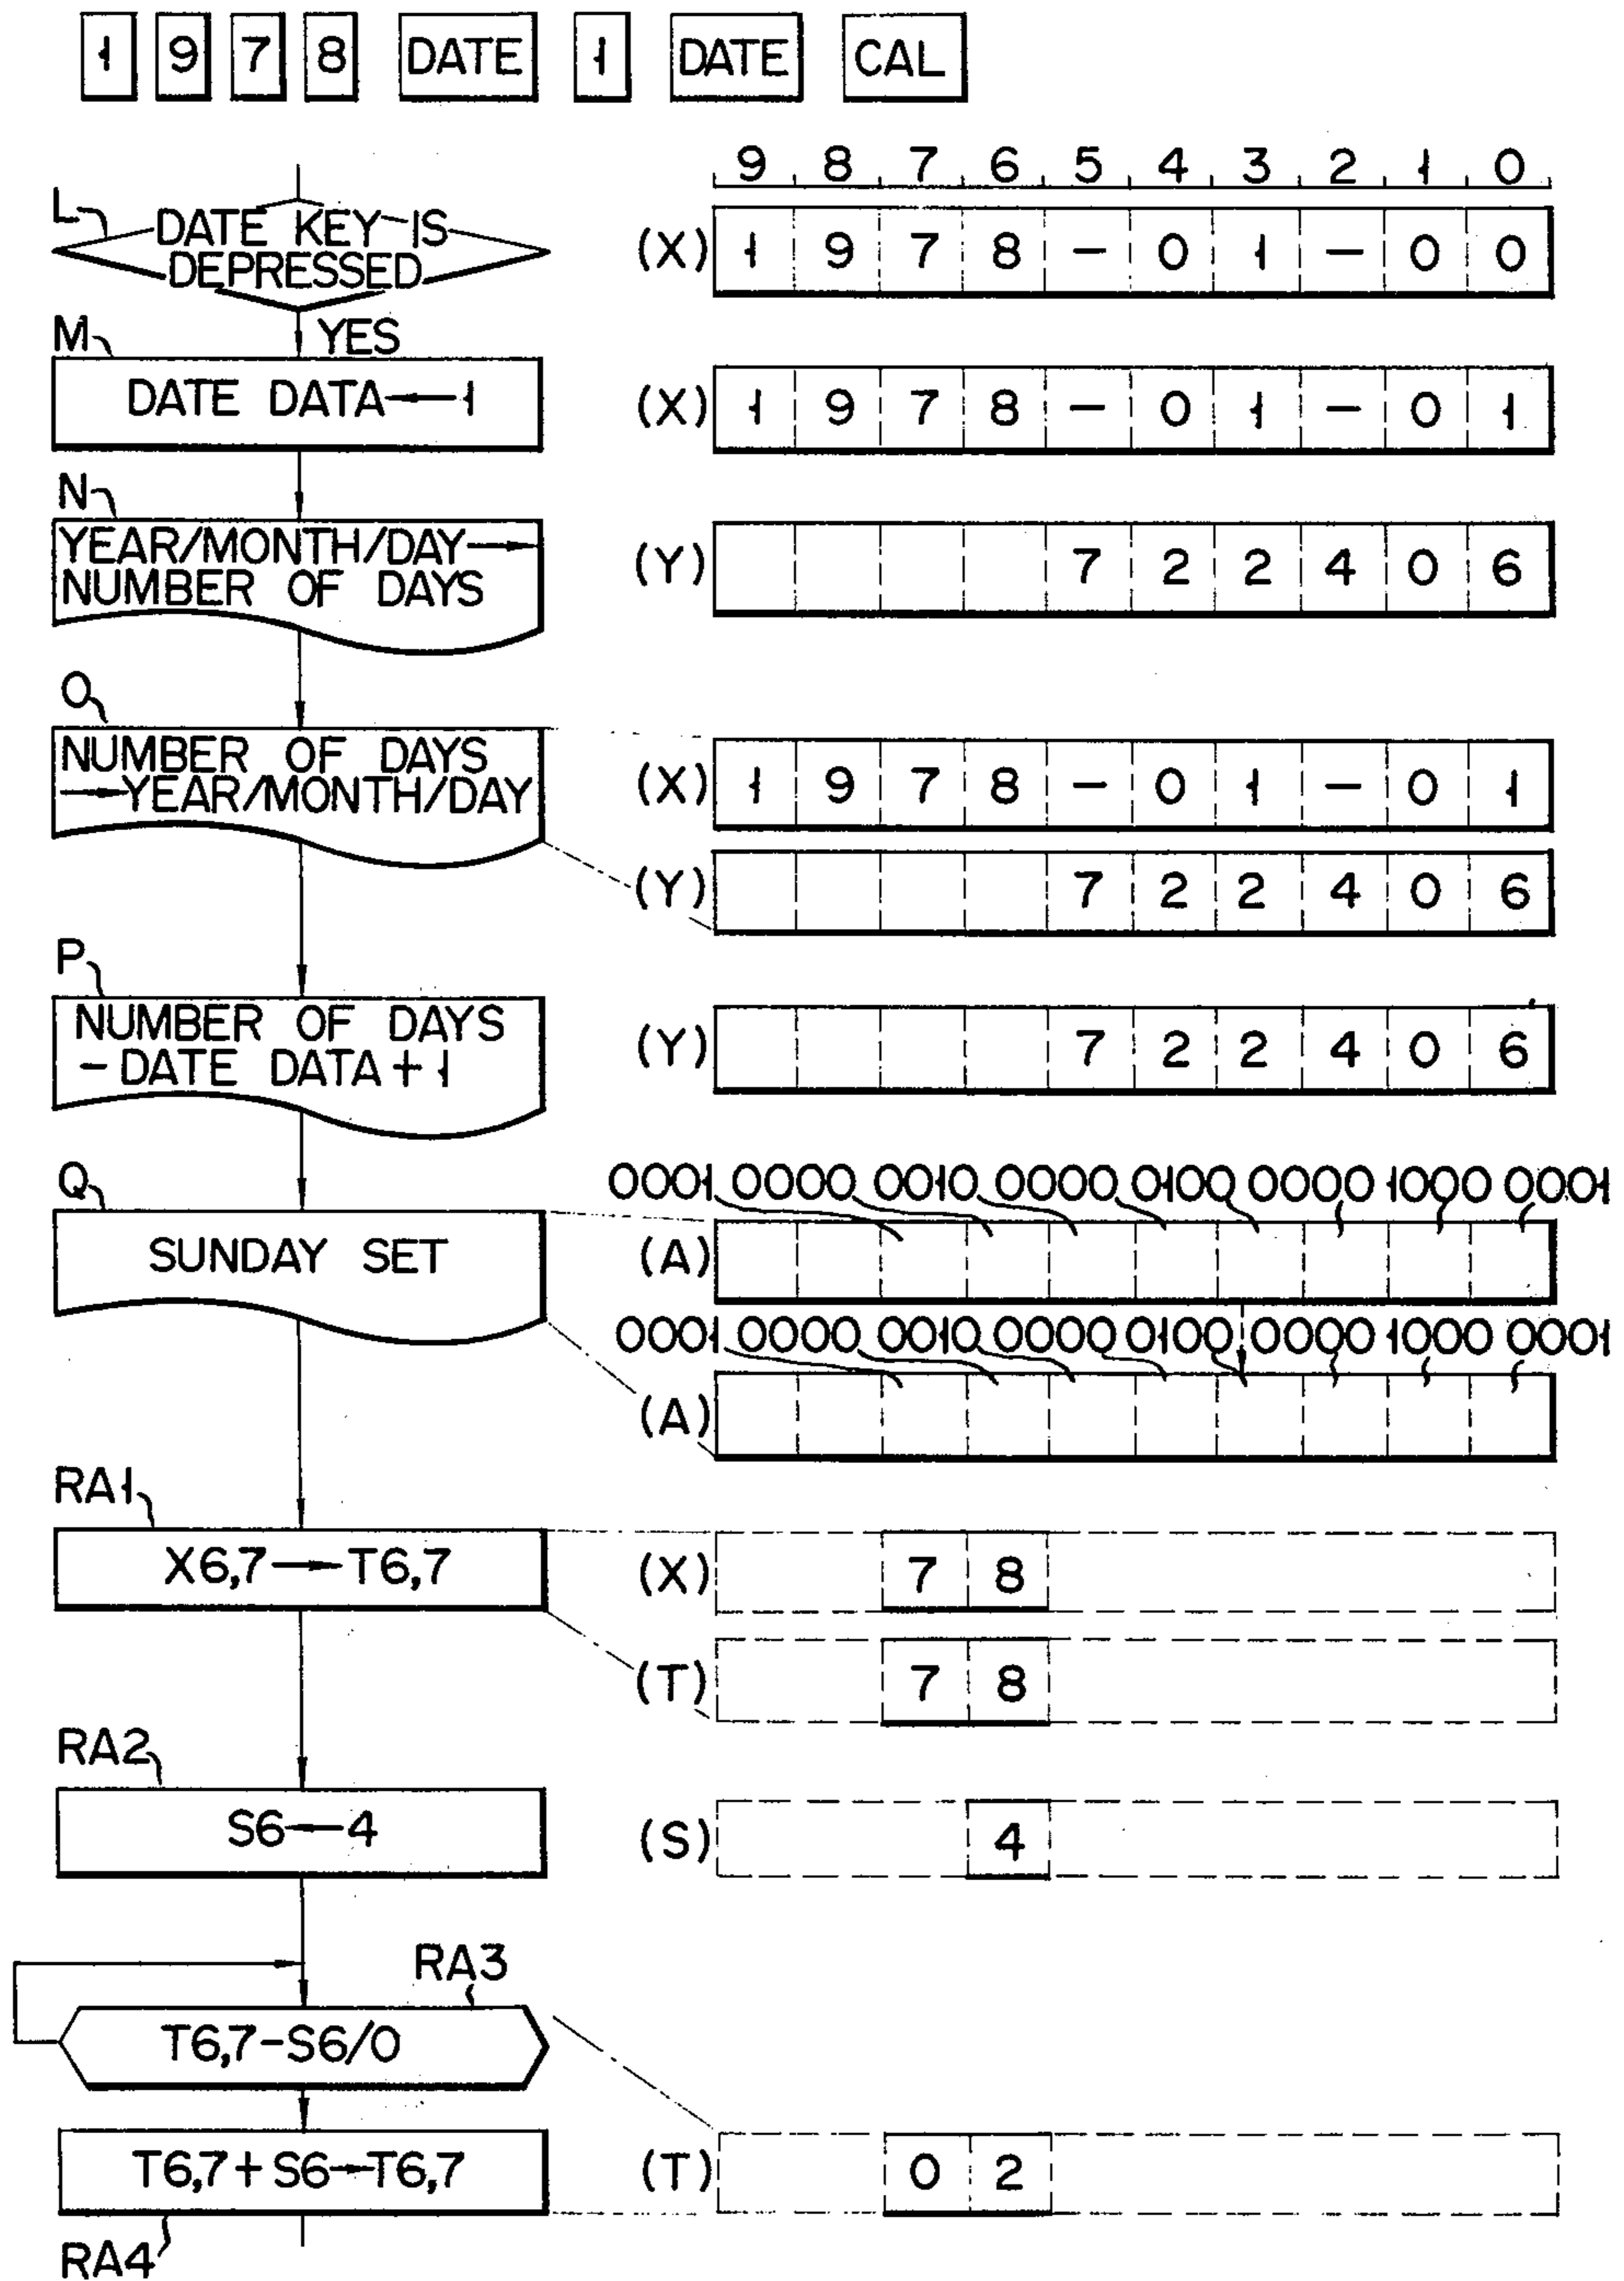 1 9 7 8 DATE 1 DATE CAL
9 8 7 6 5 4 3 2 1 0
L
DATE KEY IS
DEPRESSED
(X) 1 9 7 8 - 0 1 - 0 0
YES
M
DATE DATA←1
(X) 1 9 7 8 - 0 1 - 0 1
N
YEAR/MONTH/DAY→
NUMBER OF DAYS
(Y) 7 2 2 4 0 6
O
NUMBER OF DAYS
→YEAR/MONTH/DAY
(X) 1 9 7 8 - 0 1 - 0 1
(Y) 7 2 2 4 0 6
P
NUMBER OF DAYS
- DATE DATA + 1
(Y) 7 2 2 4 0 6
Q
SUNDAY SET
0001 0000 0010 0000 0100 0000 1000 0001
(A)
0001 0000 0010 0000 0100 0000 1000 0001
(A)
RA1
X6,7→T6,7
(X) 7 8
(T) 7 8
RA2
S6←4
(S) 4
RA3
T6,7-S6/0
T6,7+S6→T6,7
(T) 0 2
RA4